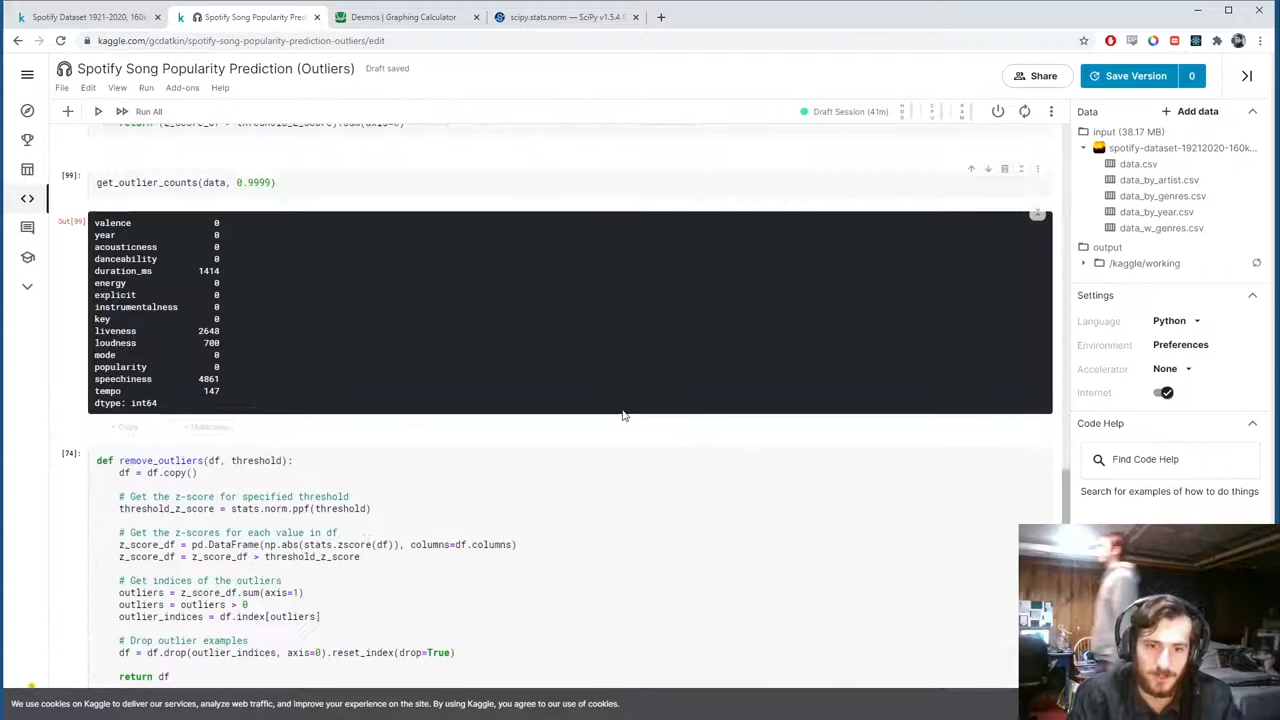 Spotify Dataset 1921-2020, 160k
Spotify Song Popularity Pred
Desmos | Graphing Calculator
scipy.stats.norm — SciPy v1.5.4
kaggle.com/gcdatkin/spotify-song-popularity-prediction-outliers/edit
Spotify Song Popularity Prediction (Outliers)
Draft saved
Share
Save Version
0
File
Edit
View
Run
Add-ons
Help
Run All
Draft Session (41m)
[99]
get_outlier_counts(data, 0.9999)
Out[99]
valence 0
year 0
acousticness 0
danceability 0
duration_ms 1414
energy 0
explicit 0
instrumentalness 0
key 0
liveness 2648
loudness 700
mode 0
popularity 0
speechiness 4861
tempo 147
dtype: int64
+ Code
+ Markdown
[74]
def remove_outliers(df, threshold):
df = df.copy()
# Get the z-score for specified threshold
threshold_z_score = stats.norm.ppf(threshold)
# Get the z-scores for each value in df
z_score_df = pd.DataFrame(np.abs(stats.zscore(df)), columns=df.columns)
z_score_df = z_score_df > threshold_z_score
# Get indices of the outliers
outliers = z_score_df.sum(axis=1)
outliers = outliers > 0
outlier_indices = df.index[outliers]
# Drop outlier examples
df = df.drop(outlier_indices, axis=0).reset_index(drop=True)
return df
Data
Add data
input (38.17 MB)
spotify-dataset-19212020-160k...
data.csv
data_by_artist.csv
data_by_genres.csv
data_by_year.csv
data_w_genres.csv
output
/kaggle/working
Settings
Language
Python
Environment
Preferences
Accelerator
None
Internet
Code Help
Find Code Help
Search for examples of how to do things
We use cookies on Kaggle to deliver our services, analyze web traffic, and improve your experience on the site. By using Kaggle, you agree to our use of cookies.